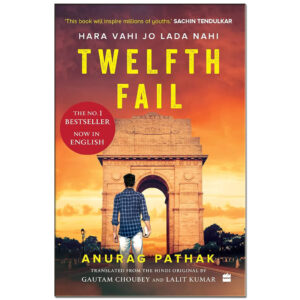 'This book will inspire millions of youths.' SACHIN TENDULKAR
HARA VAHI JO LADA NAHI
TWELFTH
FAIL
THE NO. 1
BESTSELLER
NOW IN
ENGLISH
ANURAG PATHAK
TRANSLATED FROM THE HINDI ORIGINAL BY
GAUTAM CHOUBEY AND LALIT KUMAR